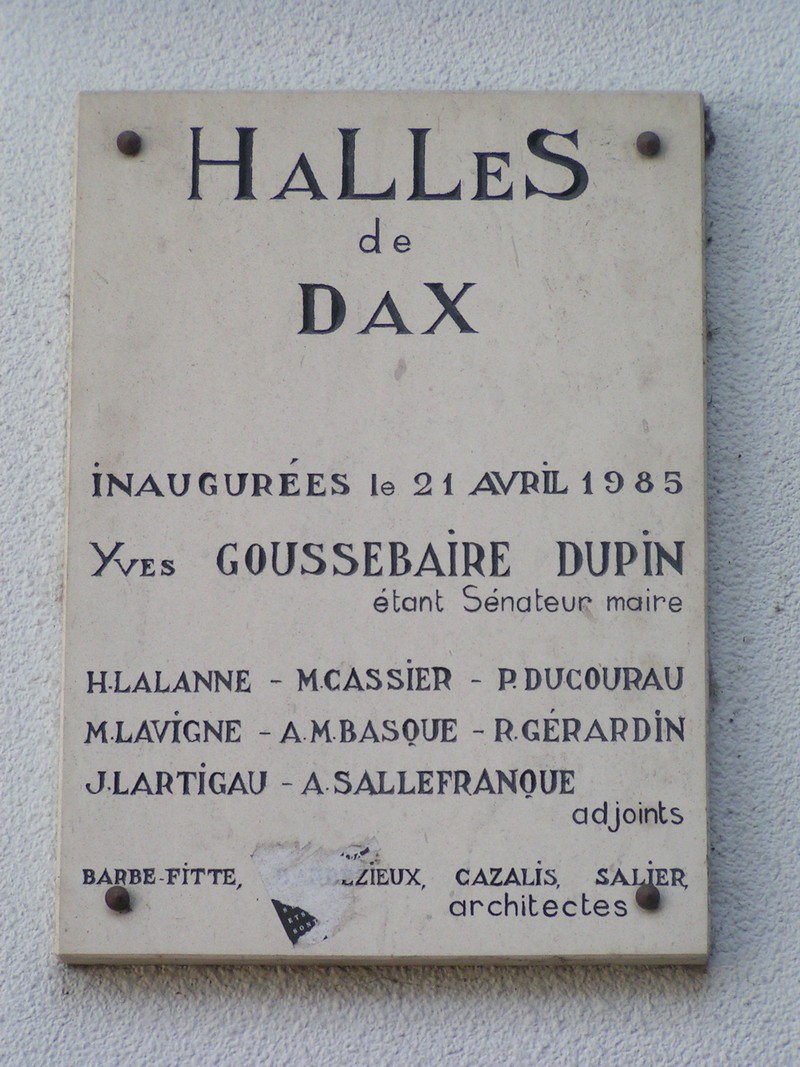 HALLES
de
DAX
INAUGURÉES le 21 AVRIL 1985
YVES GOUSSEBAIRE DUPIN
étant Sénateur maire
H.LALANNE - M.CASSIER - P.DUCOURAU
M.LAVIGNE - A.M.BASQUE - R.GÉRARDIN
J.LARTIGAU - A.SALLEFRANQUE
adjoints
BARBE-FITTE, CAZALIS, SALIER,
architectes